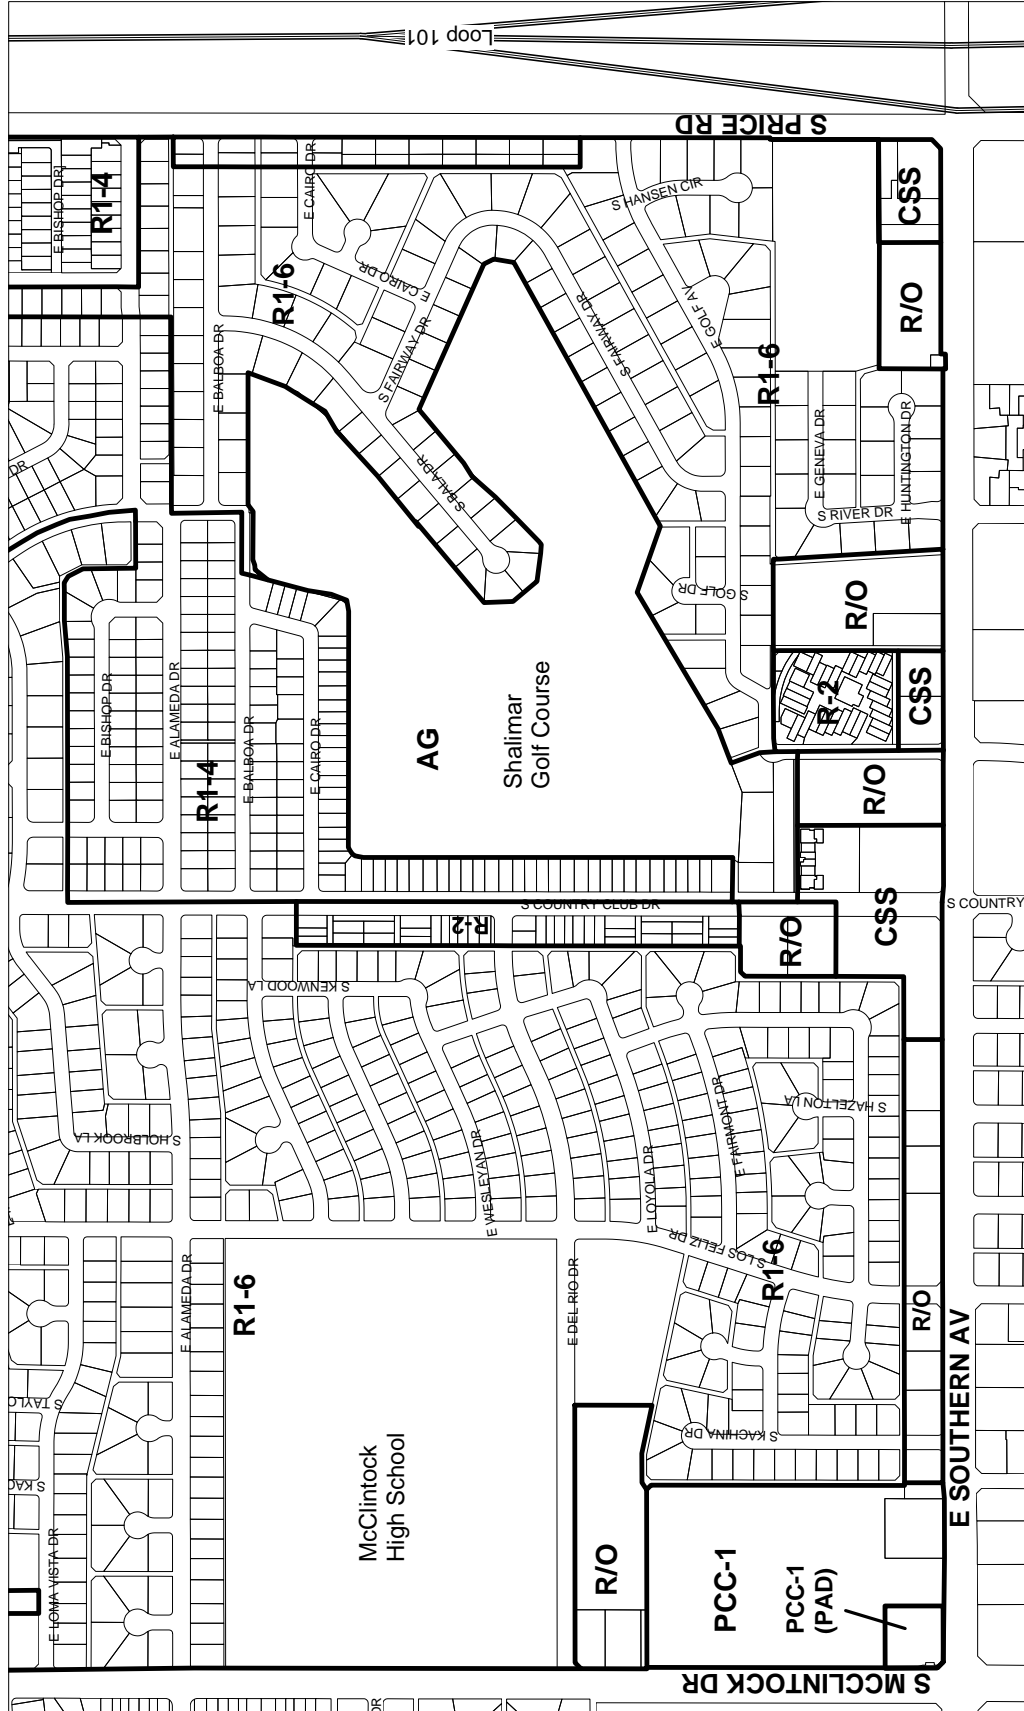 Loop 101
S PRICE RD
E BISHOP DR
R1-4
E CAIRO DR
CSS
S HANSEN CIR
R/O
R1-6
E CAIRO DR
E BALBOA DR
S FAIRWAY DR
S FAIRWAY DR
E GOLF AV
R1-6
E GENEVA DR
E HUNTINGTON DR
DR
S BALA DR
S RIVER DR
S GOLF DR
R/O
E BISHOP DR
E ALAMEDA DR
R1-4
E BALBOA DR
E CAIRO DR
AG
Shalimar
Golf Course
R-2
CSS
R/O
S COUNTRY CLUB DR
R-2
R/O
CSS
S COUNTRY
S KENWOOD LA
S HOLBROOK LA
E WESLEYAN DR
E LOYOLA DR
E FAIRMONT DR
S HAZELTON LA
S LOS FELIZ DR
R1-6
E ALAMEDA DR
R1-6
E DEL RIO DR
R/O
E SOUTHERN AV
S TAYLO
S KAC
S KACHINA DR
E LOMA VISTA DR
McClintock
High School
R/O
PCC-1
PCC-1
(PAD)
S MCCLINTOCK DR
DR